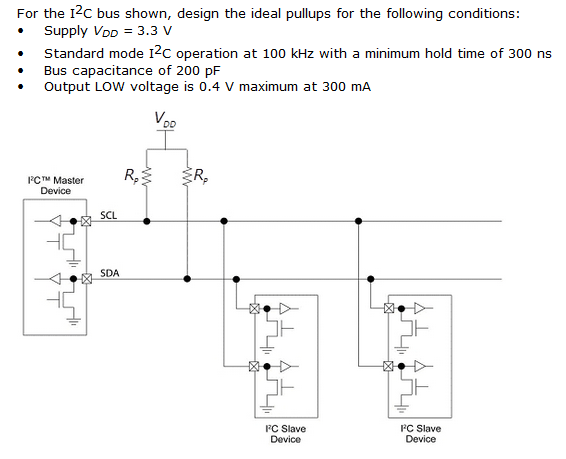 For the I²C bus shown, design the ideal pullups for the following conditions:
• Supply VDD = 3.3 V
• Standard mode I²C operation at 100 kHz with a minimum hold time of 300 ns
• Bus capacitance of 200 pF
• Output LOW voltage is 0.4 V maximum at 300 mA
VDD
I²C™ Master
Device
RP
RP
SCL
SDA
I²C Slave
Device
I²C Slave
Device